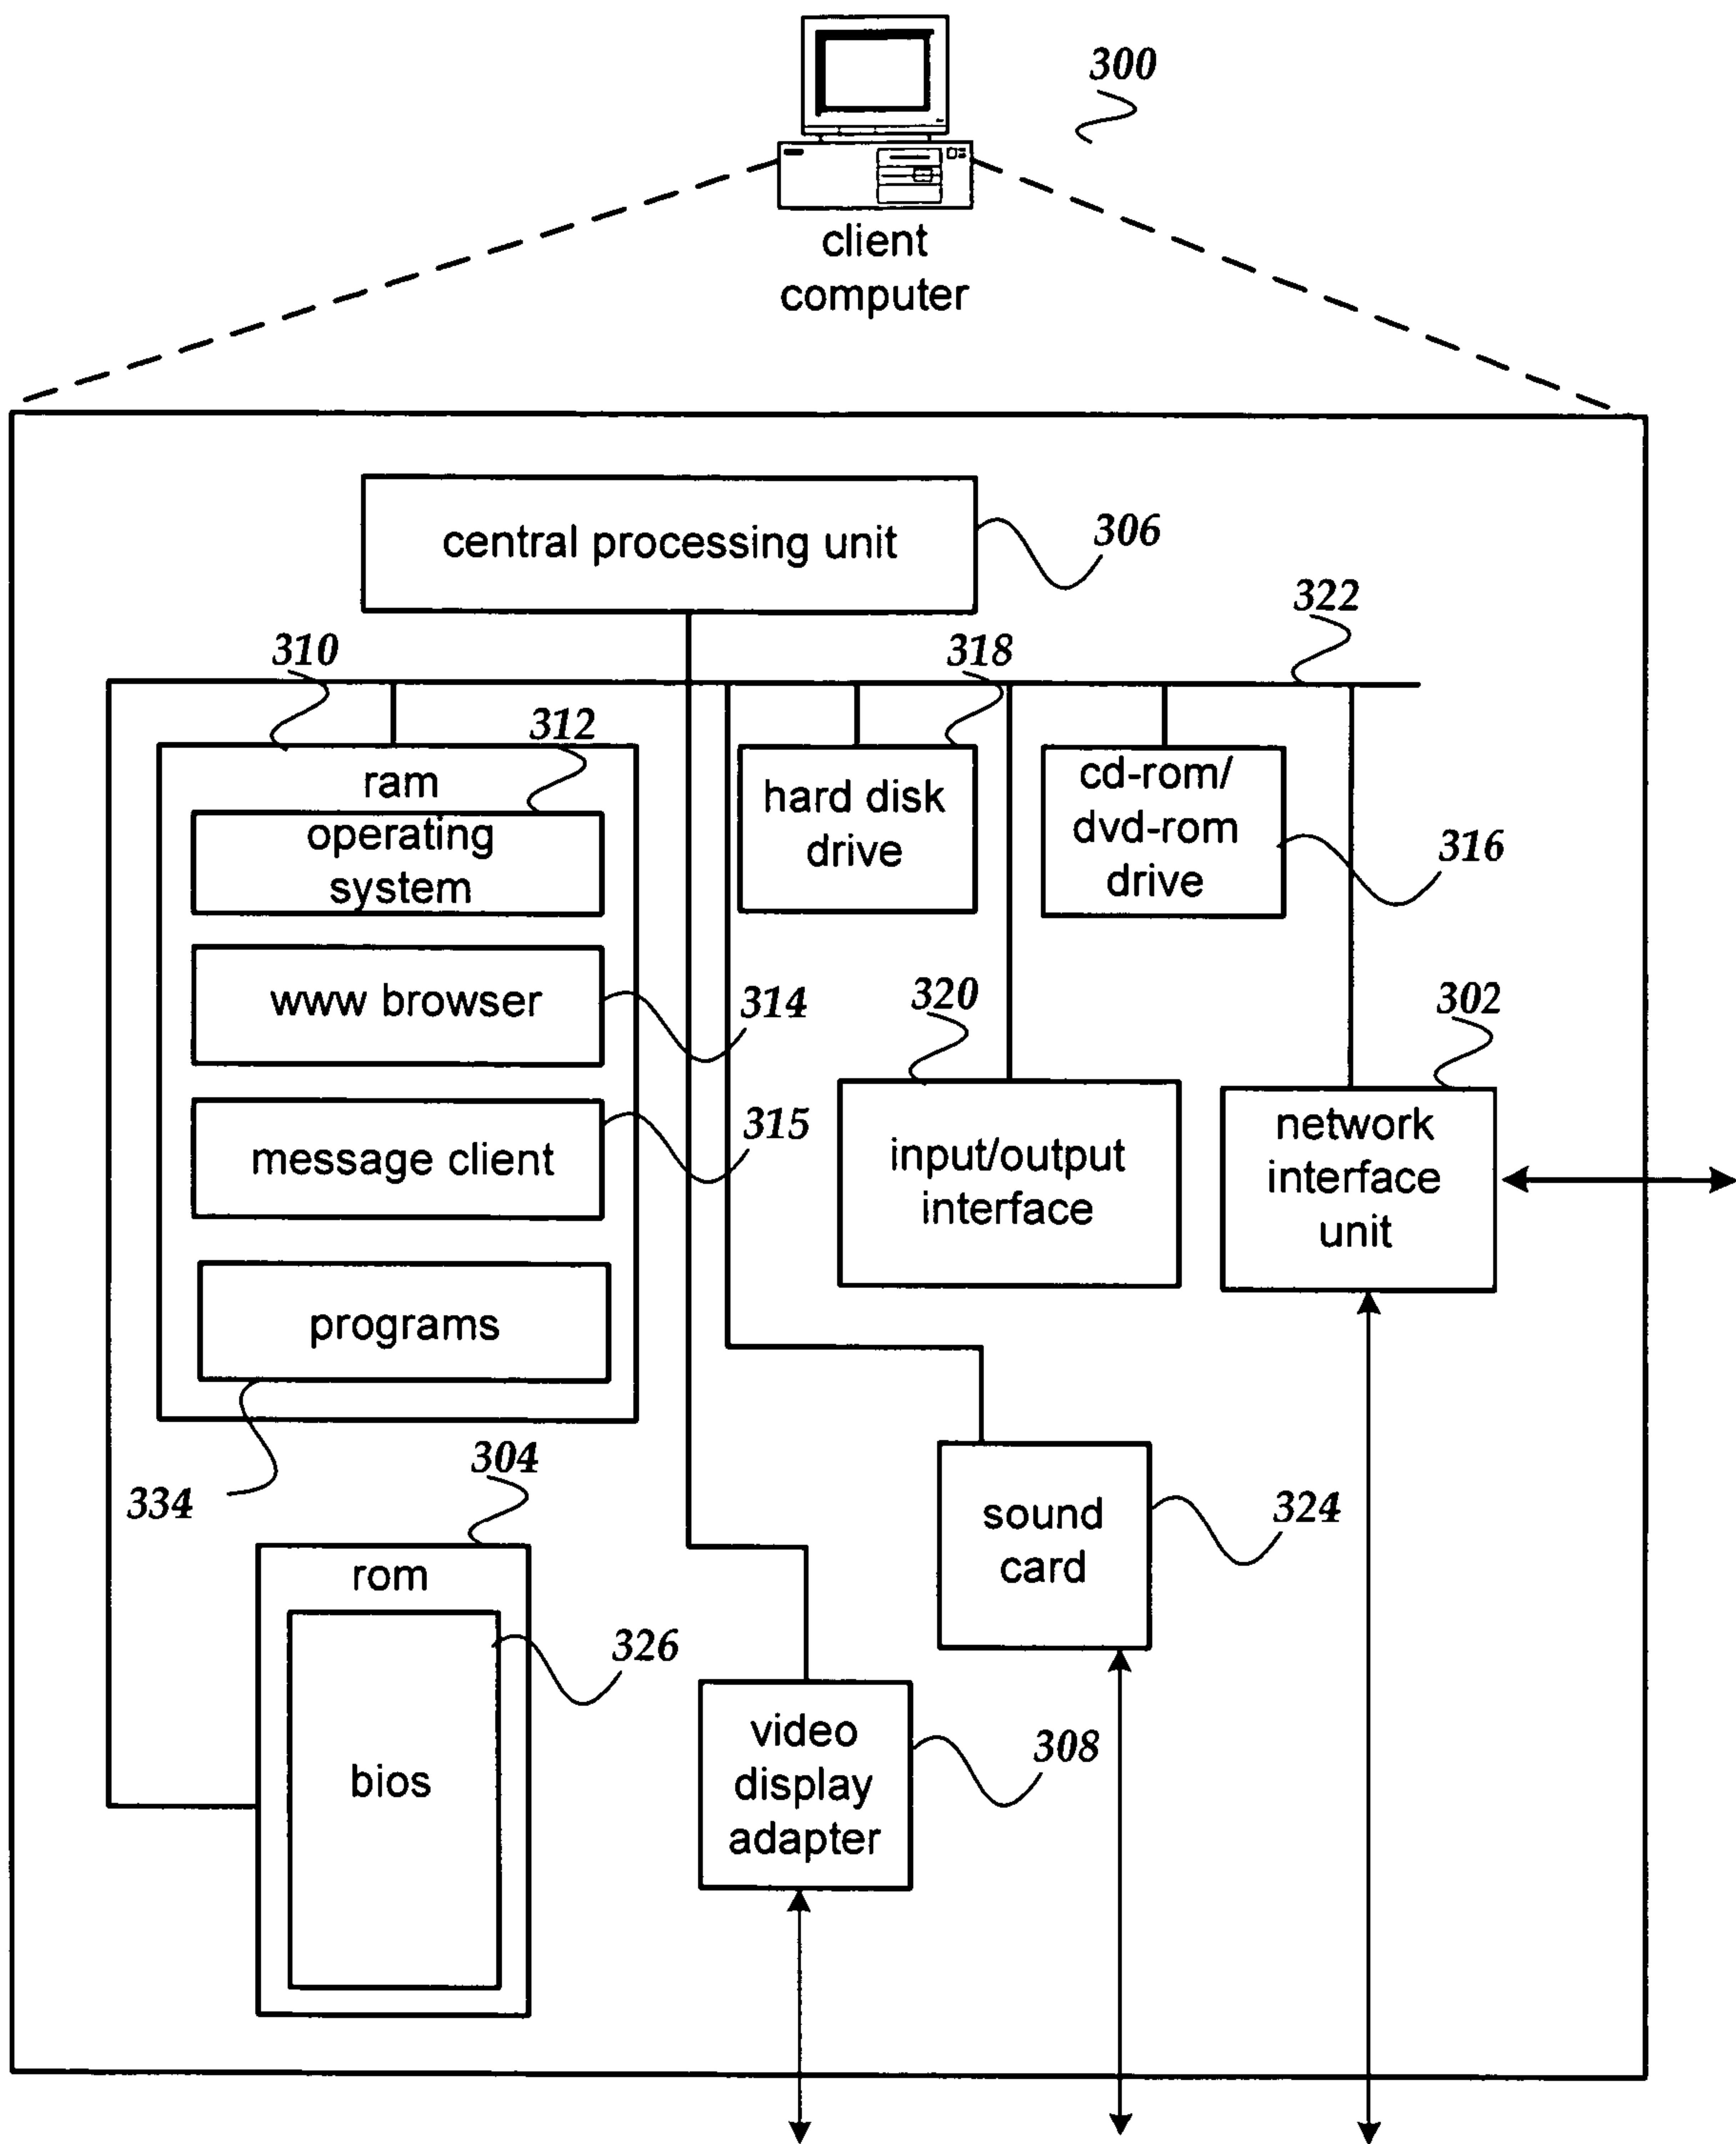 300
client
computer
central processing unit
306
322
310
318
312
ram
operating
system
hard disk
drive
cd-rom/
dvd-rom
drive
316
www browser
314
320
302
message client
315
input/output
interface
network
interface
unit
programs
334
304
sound
card
324
rom
326
bios
video
display
adapter
308